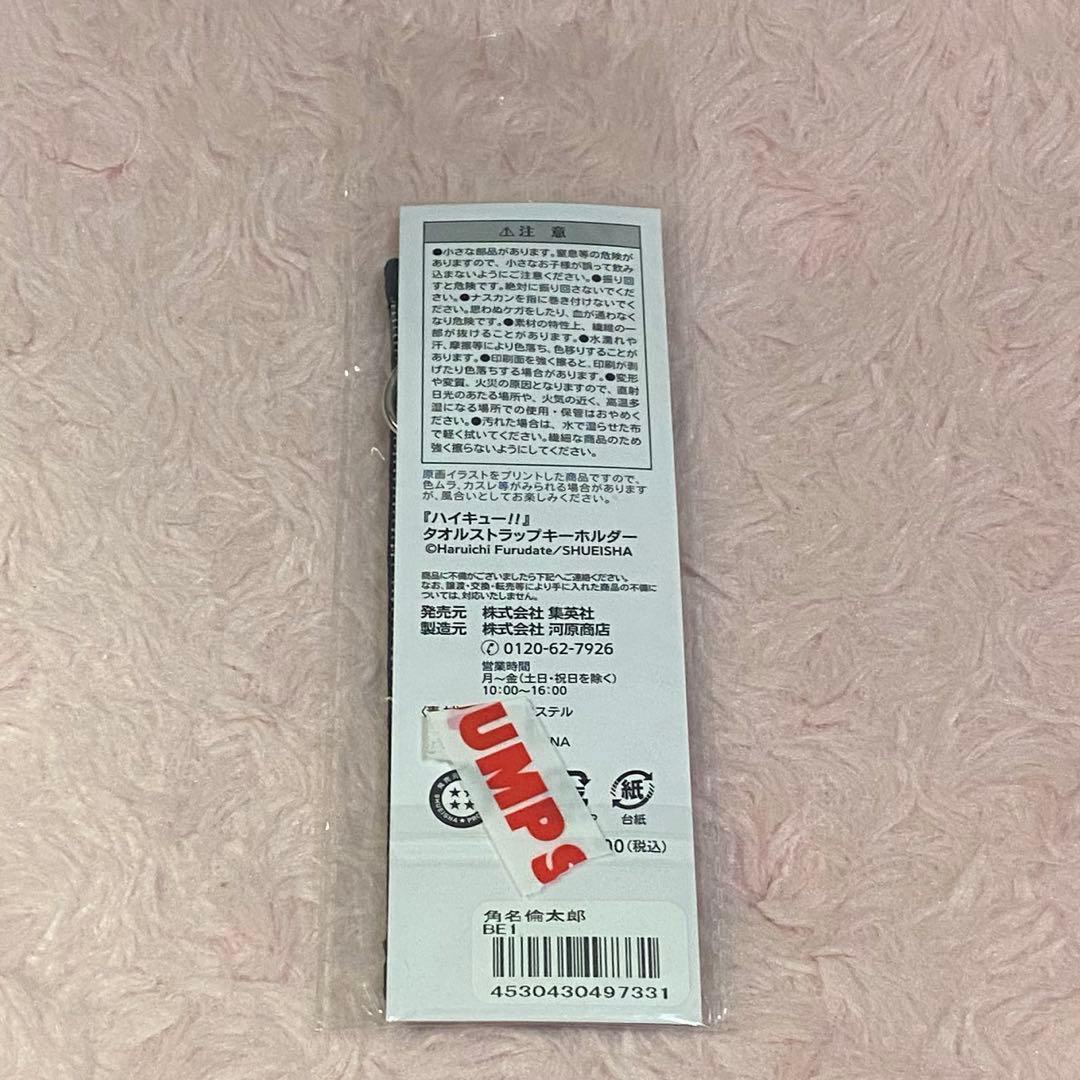 ⚠注 意
●小さな部品があります。窒息等の危険が
ありますので、小さなお子様が誤って飲み
込まないようにご注意ください。●振り回
すと危険です。絶対に振り回さないでくだ
さい。●ナスカンを指に巻き付けないでく
ださい。思わぬケガをしたり、血が通わなく
なり危険です。●素材の特性上、繊維の一
部が抜けることがあります。●水濡れや
汗、摩擦等により色落ち、色移りすることが
あります。●印刷面を強く擦ると、印刷が剥
げたり色落ちする場合があります。●変形
や変質、火災の原因となりますので、直射
日光のあたる場所や、火気の近く、高温多
湿になる場所での使用・保管はおやめく
ださい。●汚れた場合は、水で湿らせた布
で軽く拭いてください。繊細な商品のため
強く擦らないようにしてください。
原画イラストをプリントした商品ですので、
色ムラ、カスレ等がみられる場合があります
が、風合いとしてお楽しみください。
『ハイキュー!!』
タオルストラップキーホルダー
©Haruichi Furudate/SHUEISHA
商品に不備がございましたら下記へご連絡ください。
なお、譲渡・交換・転売等により手に入れた商品の不備に
ついては、対応いたしません。
発売元 株式会社 集英社
製造元 株式会社 河原商店
0120-62-7926
営業時間
月～金(土日・祝日を除く)
10:00～16:00
ステル
NA
UMPS
SHUEISHA
紙
台紙
00(税込)
角名倫太郎
BE1
4530430497331